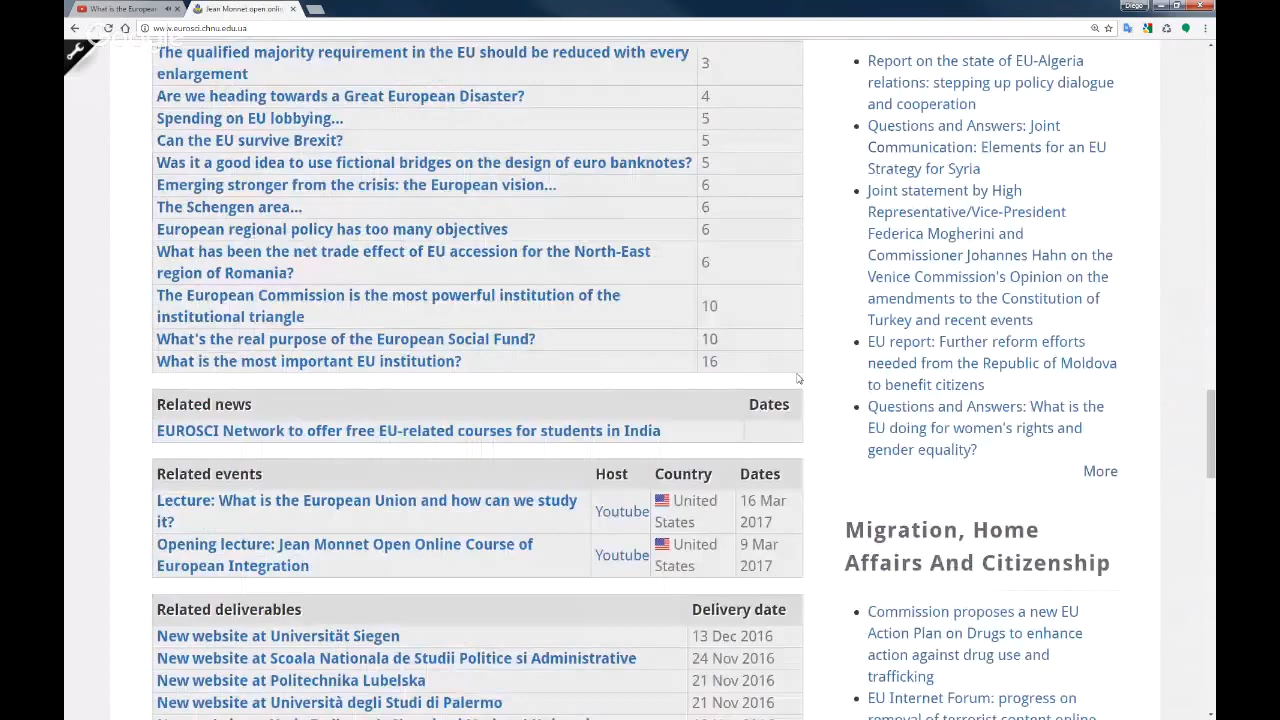 What is the European
Jean Monnet open onlin
Diego
www.eurosci.chnu.edu.ua
The qualified majority requirement in the EU should be reduced with every
enlargement
3
Are we heading towards a Great European Disaster?
4
Spending on EU lobbying...
5
Can the EU survive Brexit?
5
Was it a good idea to use fictional bridges on the design of euro banknotes?
5
Emerging stronger from the crisis: the European vision...
6
The Schengen area...
6
European regional policy has too many objectives
6
What has been the net trade effect of EU accession for the North-East
region of Romania?
6
The European Commission is the most powerful institution of the
institutional triangle
10
What's the real purpose of the European Social Fund?
10
What is the most important EU institution?
16
Related news
Dates
EUROSCI Network to offer free EU-related courses for students in India
Related events
Host
Country
Dates
Lecture: What is the European Union and how can we study
it?
Youtube
United
States
16 Mar
2017
Opening lecture: Jean Monnet Open Online Course of
European Integration
Youtube
United
States
9 Mar
2017
Related deliverables
Delivery date
New website at Universität Siegen
13 Dec 2016
New website at Scoala Nationala de Studii Politice si Administrative
24 Nov 2016
New website at Politechnika Lubelska
21 Nov 2016
New website at Università degli Studi di Palermo
21 Nov 2016
Report on the state of EU-Algeria
relations: stepping up policy dialogue
and cooperation
Questions and Answers: Joint
Communication: Elements for an EU
Strategy for Syria
Joint statement by High
Representative/Vice-President
Federica Mogherini and
Commissioner Johannes Hahn on the
Venice Commission's Opinion on the
amendments to the Constitution of
Turkey and recent events
EU report: Further reform efforts
needed from the Republic of Moldova
to benefit citizens
Questions and Answers: What is the
EU doing for women's rights and
gender equality?
More
Migration, Home
Affairs And Citizenship
Commission proposes a new EU
Action Plan on Drugs to enhance
action against drug use and
trafficking
EU Internet Forum: progress on
removal of terrorist content online